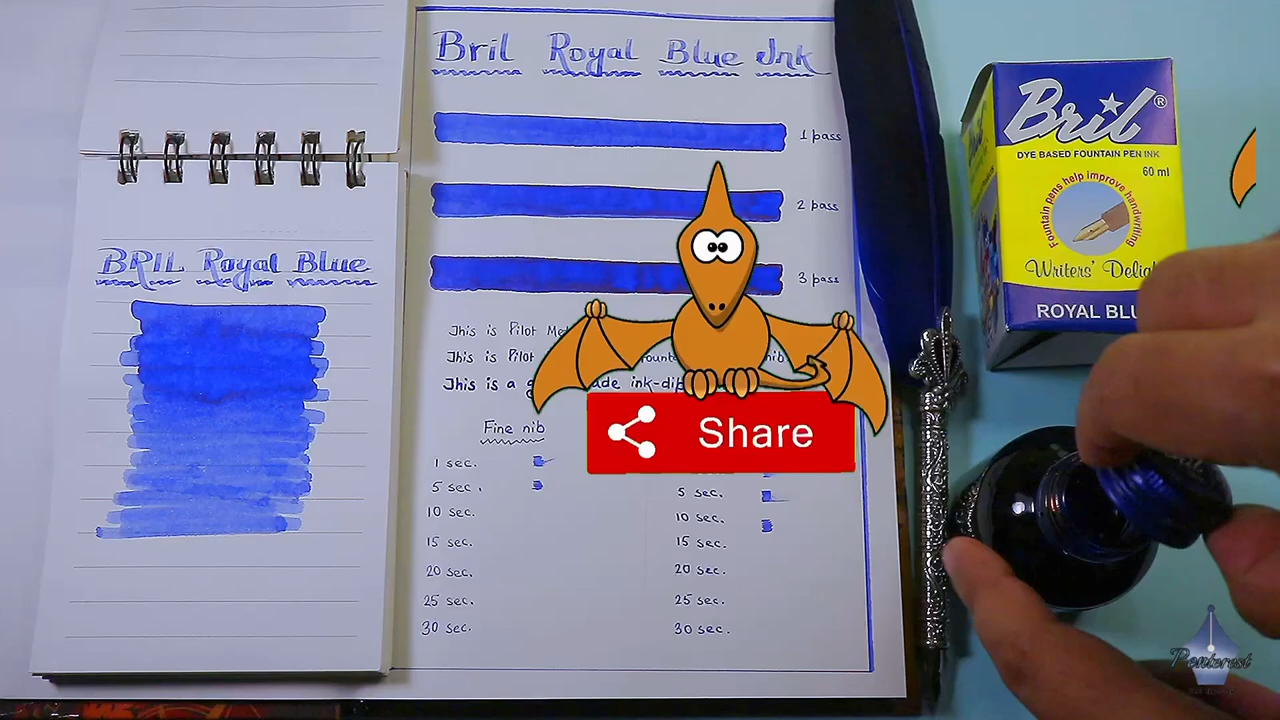 Bril Royal Blue Ink
1 pass
2 pass
3 pass
This is Pilot
This is Pilot
This is a
ink-dip
Fine nib
1 sec.
5 sec.
10 sec.
15 sec.
20 sec.
25 sec.
30 sec.
5 sec.
10 sec.
15 sec.
20 sec.
25 sec.
30 sec.
BRIL Royal Blue
Share
Bril®
DYE BASED FOUNTAIN PEN INK
60 ml
Fountain pens help improve handwriting
Writers'
ROYAL
Penterest